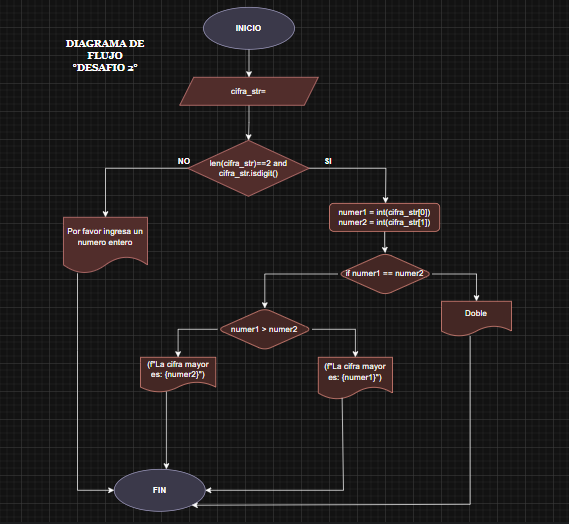 INICIO
DIAGRAMA DE
FLUJO
°DESAFIO 2°
cifra_str=
NO
len(cifra_str)==2 and
cifra_str.isdigit()
SI
numer1 = int(cifra_str[0])
numer2 = int(cifra_str[1])
Por favor ingresa un
numero entero
if numer1 == numer2
Doble
numer1 > numer2
(f"La cifra mayor
es: {numer2}")
(f"La cifra mayor
es: {numer1}")
FIN